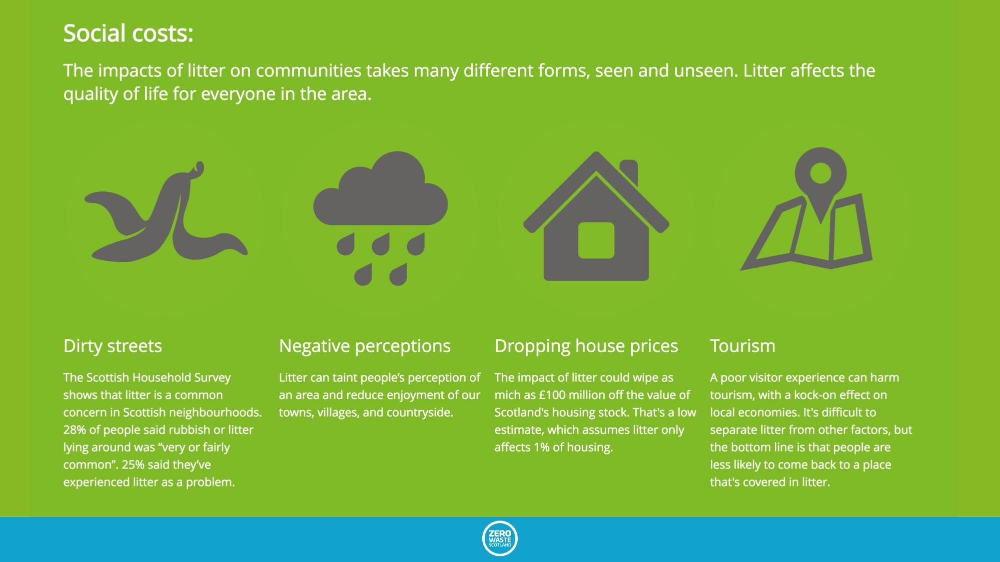 Social costs:
The impacts of litter on communities takes many different forms, seen and unseen. Litter affects the
quality of life for everyone in the area.
Dirty streets
The Scottish Household Survey
shows that litter is a common
concern in Scottish neighbourhoods.
28% of people said rubbish or litter
lying around was “very or fairly
common”. 25% said they’ve
experienced litter as a problem.
Negative perceptions
Litter can taint people’s perception of
an area and reduce enjoyment of our
towns, villages, and countryside.
Dropping house prices
The impact of litter could wipe as
mich as £100 million off the value of
Scotland's housing stock. That's a low
estimate, which assumes litter only
affects 1% of housing.
Tourism
A poor visitor experience can harm
tourism, with a kock-on effect on
local economies. It's difficult to
separate litter from other factors, but
the bottom line is that people are
less likely to come back to a place
that's covered in litter.
ZERO
WASTE
SCOTLAND